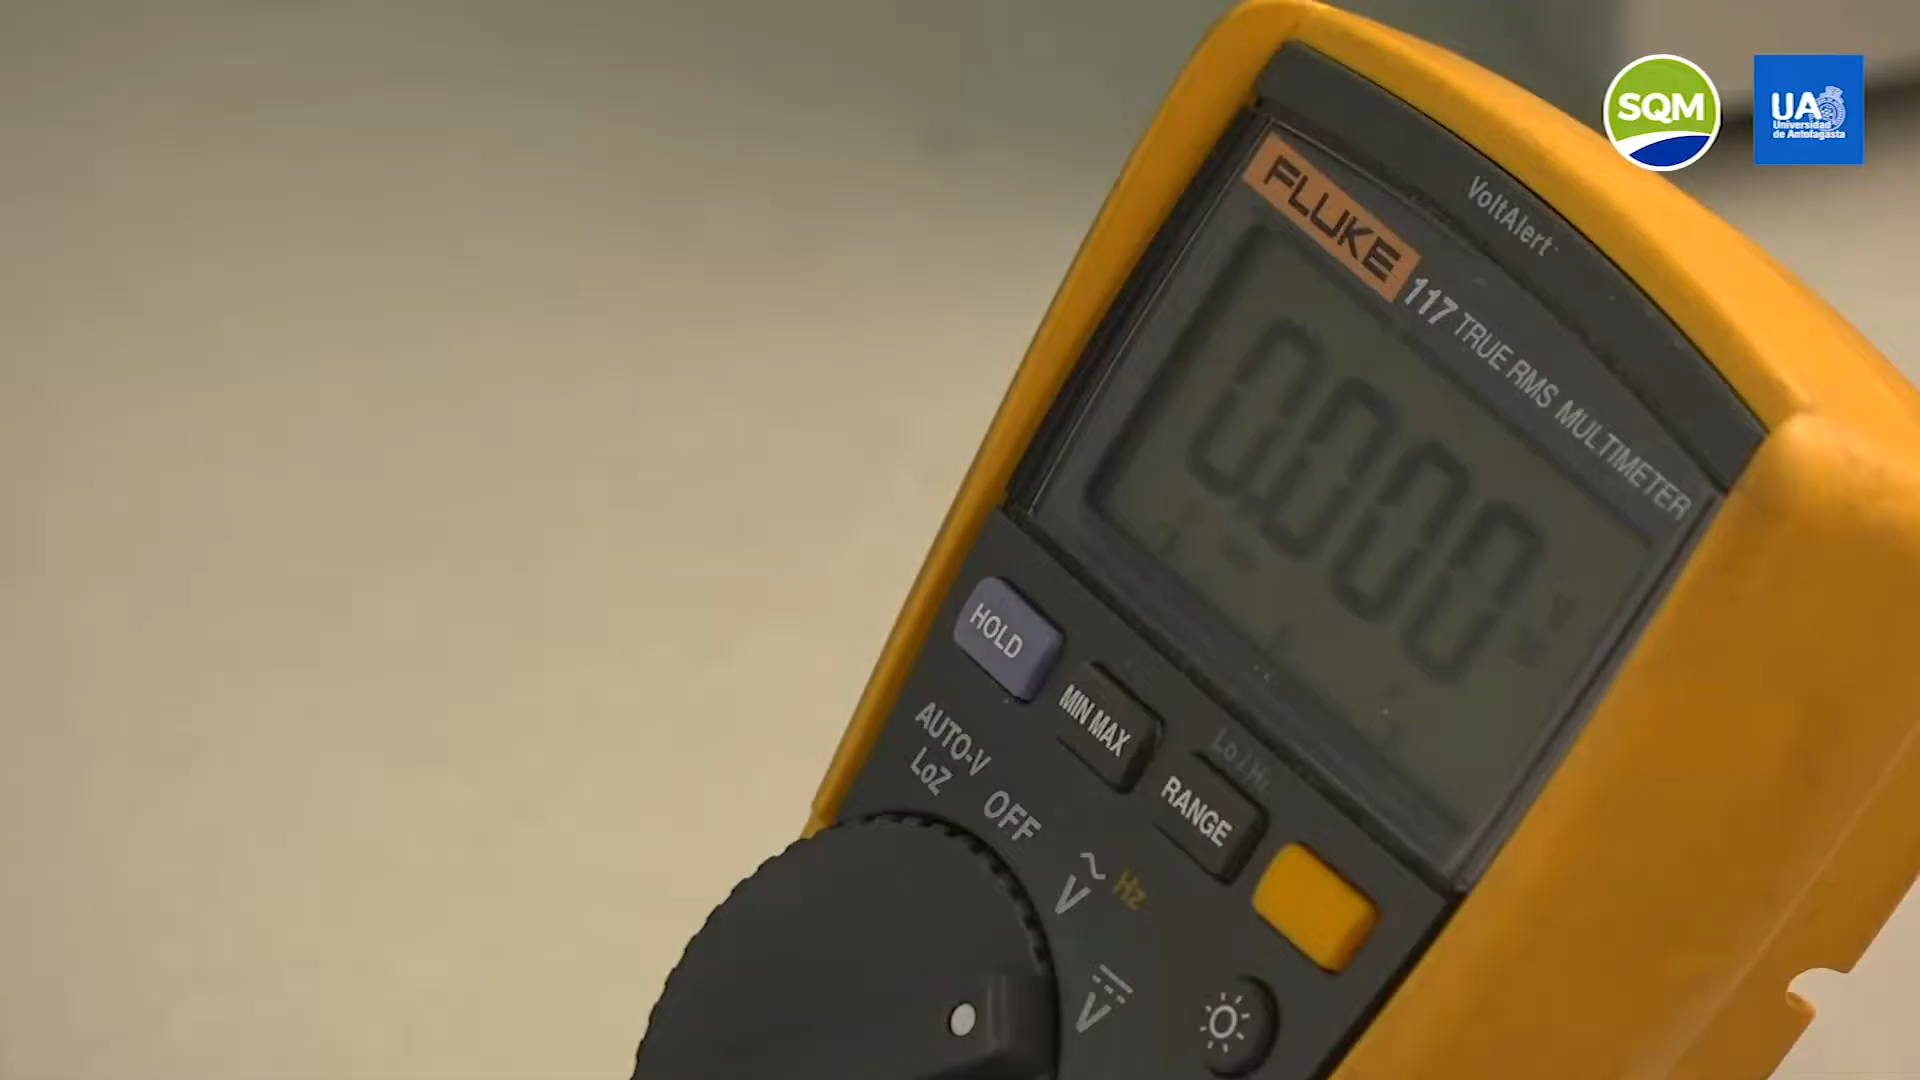 SQM
UA
Universidad
de Antofagasta
VoltAlert™
FLUKE
117 TRUE RMS MULTIMETER
0.000
HOLD
MIN MAX
Lo/Hi
RANGE
AUTO-V
LoZ
OFF
V Hz
V